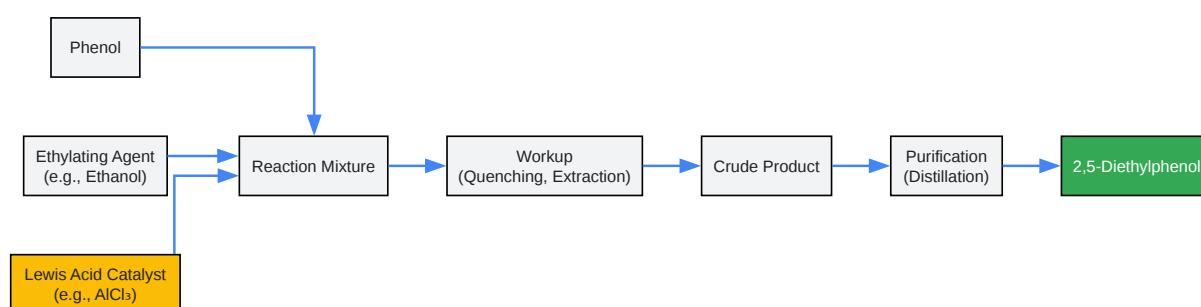 Phenol
Ethylating Agent
(e.g., Ethanol)
Reaction Mixture
Workup
(Quenching, Extraction)
Crude Product
Purification
(Distillation)
2,5-Diethylphenol
Lewis Acid Catalyst
(e.g., AlCl₃)